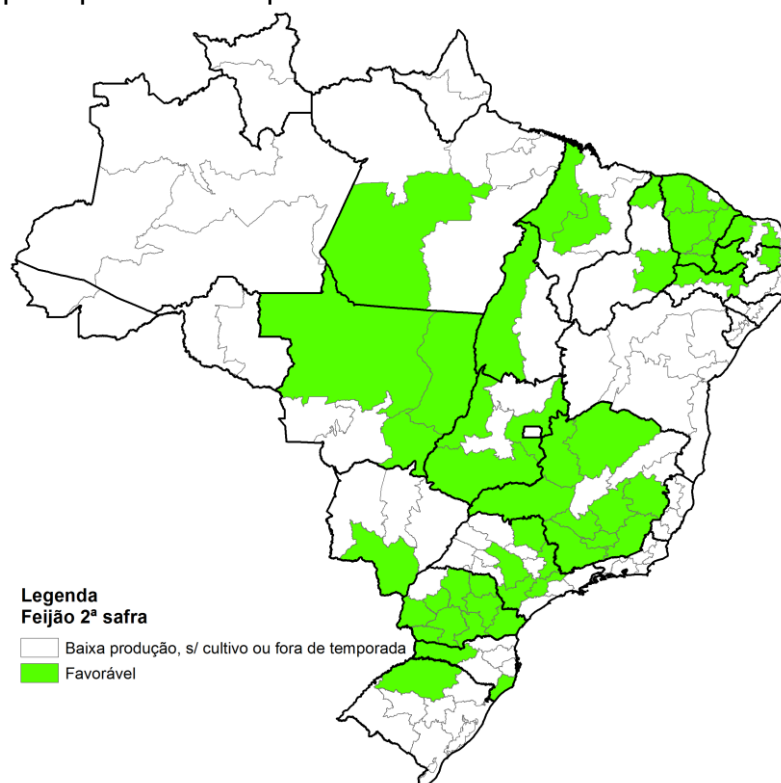 Legenda
Feijão 2ª safra
Baixa produção, s/ cultivo ou fora de temporada
Favorável